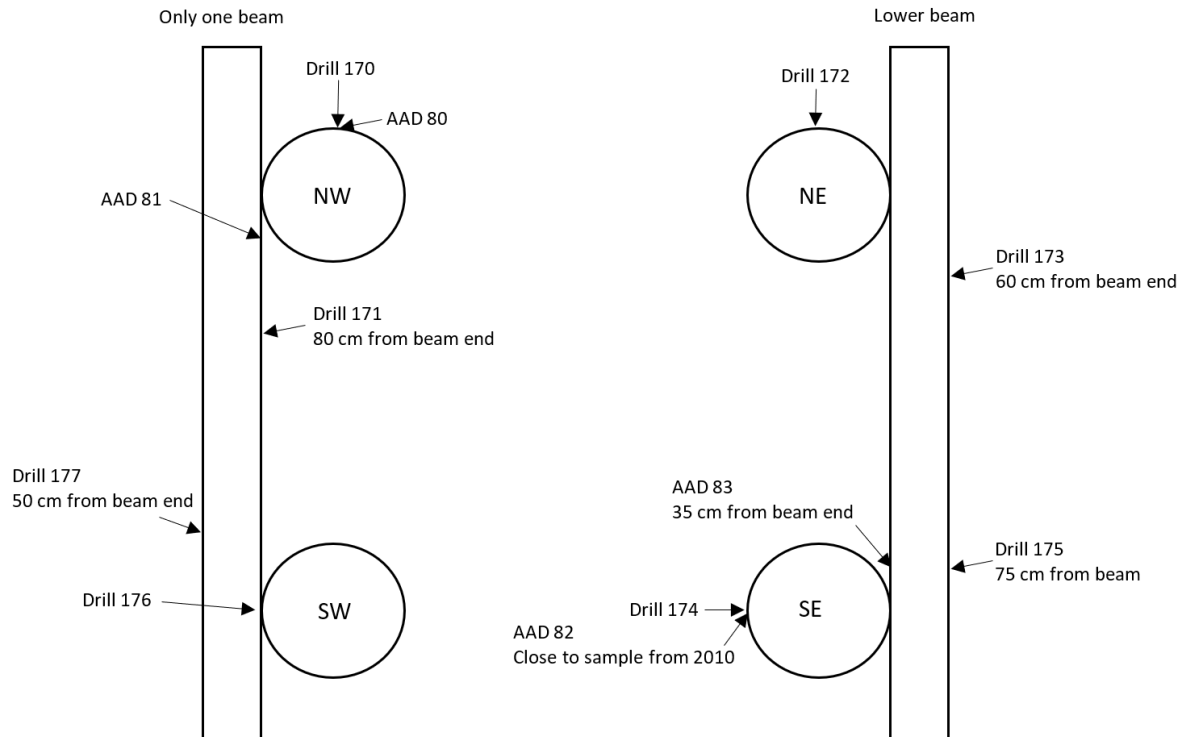 Only one beam
Lower beam
Drill 170
AAD 80
Drill 172
NW
NE
AAD 81
Drill 173
60 cm from beam end
Drill 171
80 cm from beam end
Drill 177
50 cm from beam end
AAD 83
35 cm from beam end
Drill 175
75 cm from beam
Drill 176
SW
Drill 174
SE
AAD 82
Close to sample from 2010